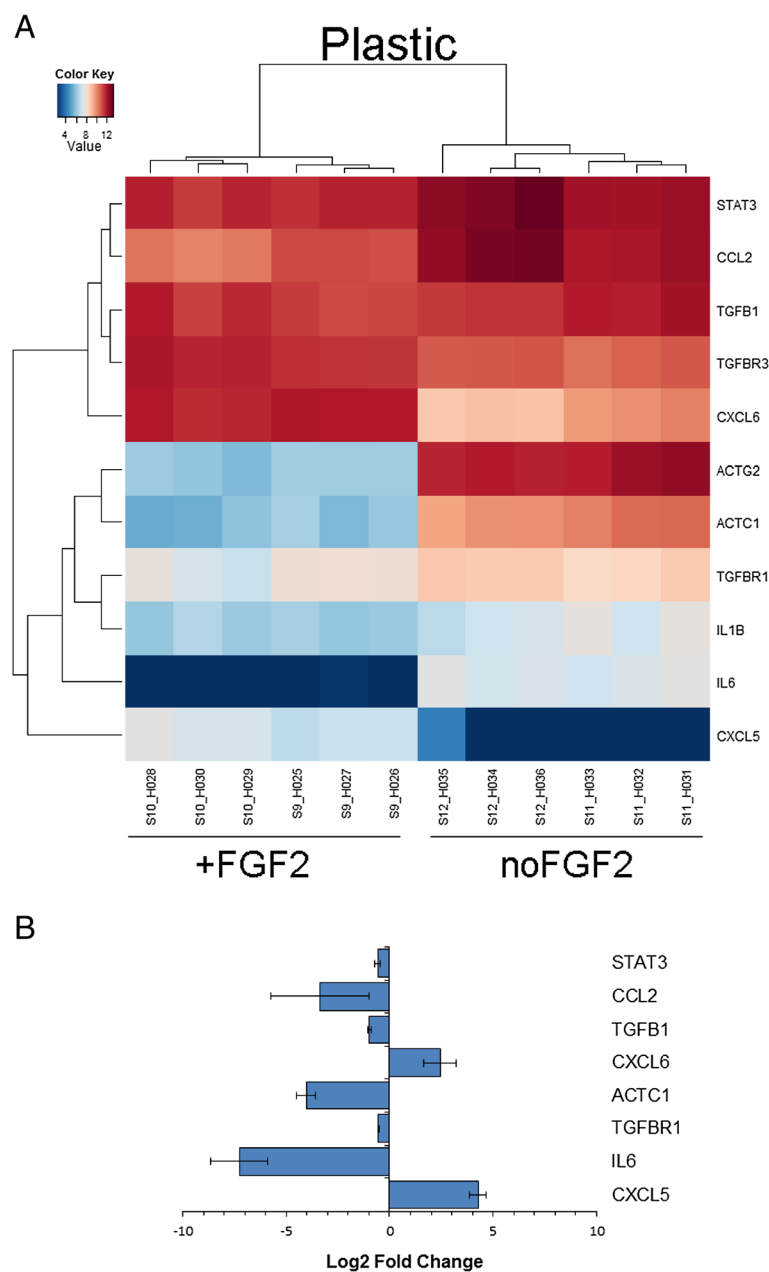 A
Plastic
Color Key
4 8 12
Value
STAT3
CCL2
TGFB1
TGFBR3
CXCL6
ACTG2
ACTC1
TGFBR1
IL1B
IL6
CXCL5
S10_H028
S10_H030
S10_H029
S9_H025
S9_H027
S9_H026
S12_H035
S12_H034
S12_H036
S11_H033
S11_H032
S11_H031
+FGF2
noFGF2
B
STAT3
CCL2
TGFB1
CXCL6
ACTC1
TGFBR1
IL6
CXCL5
-10 -5 0 5 10
Log2 Fold Change